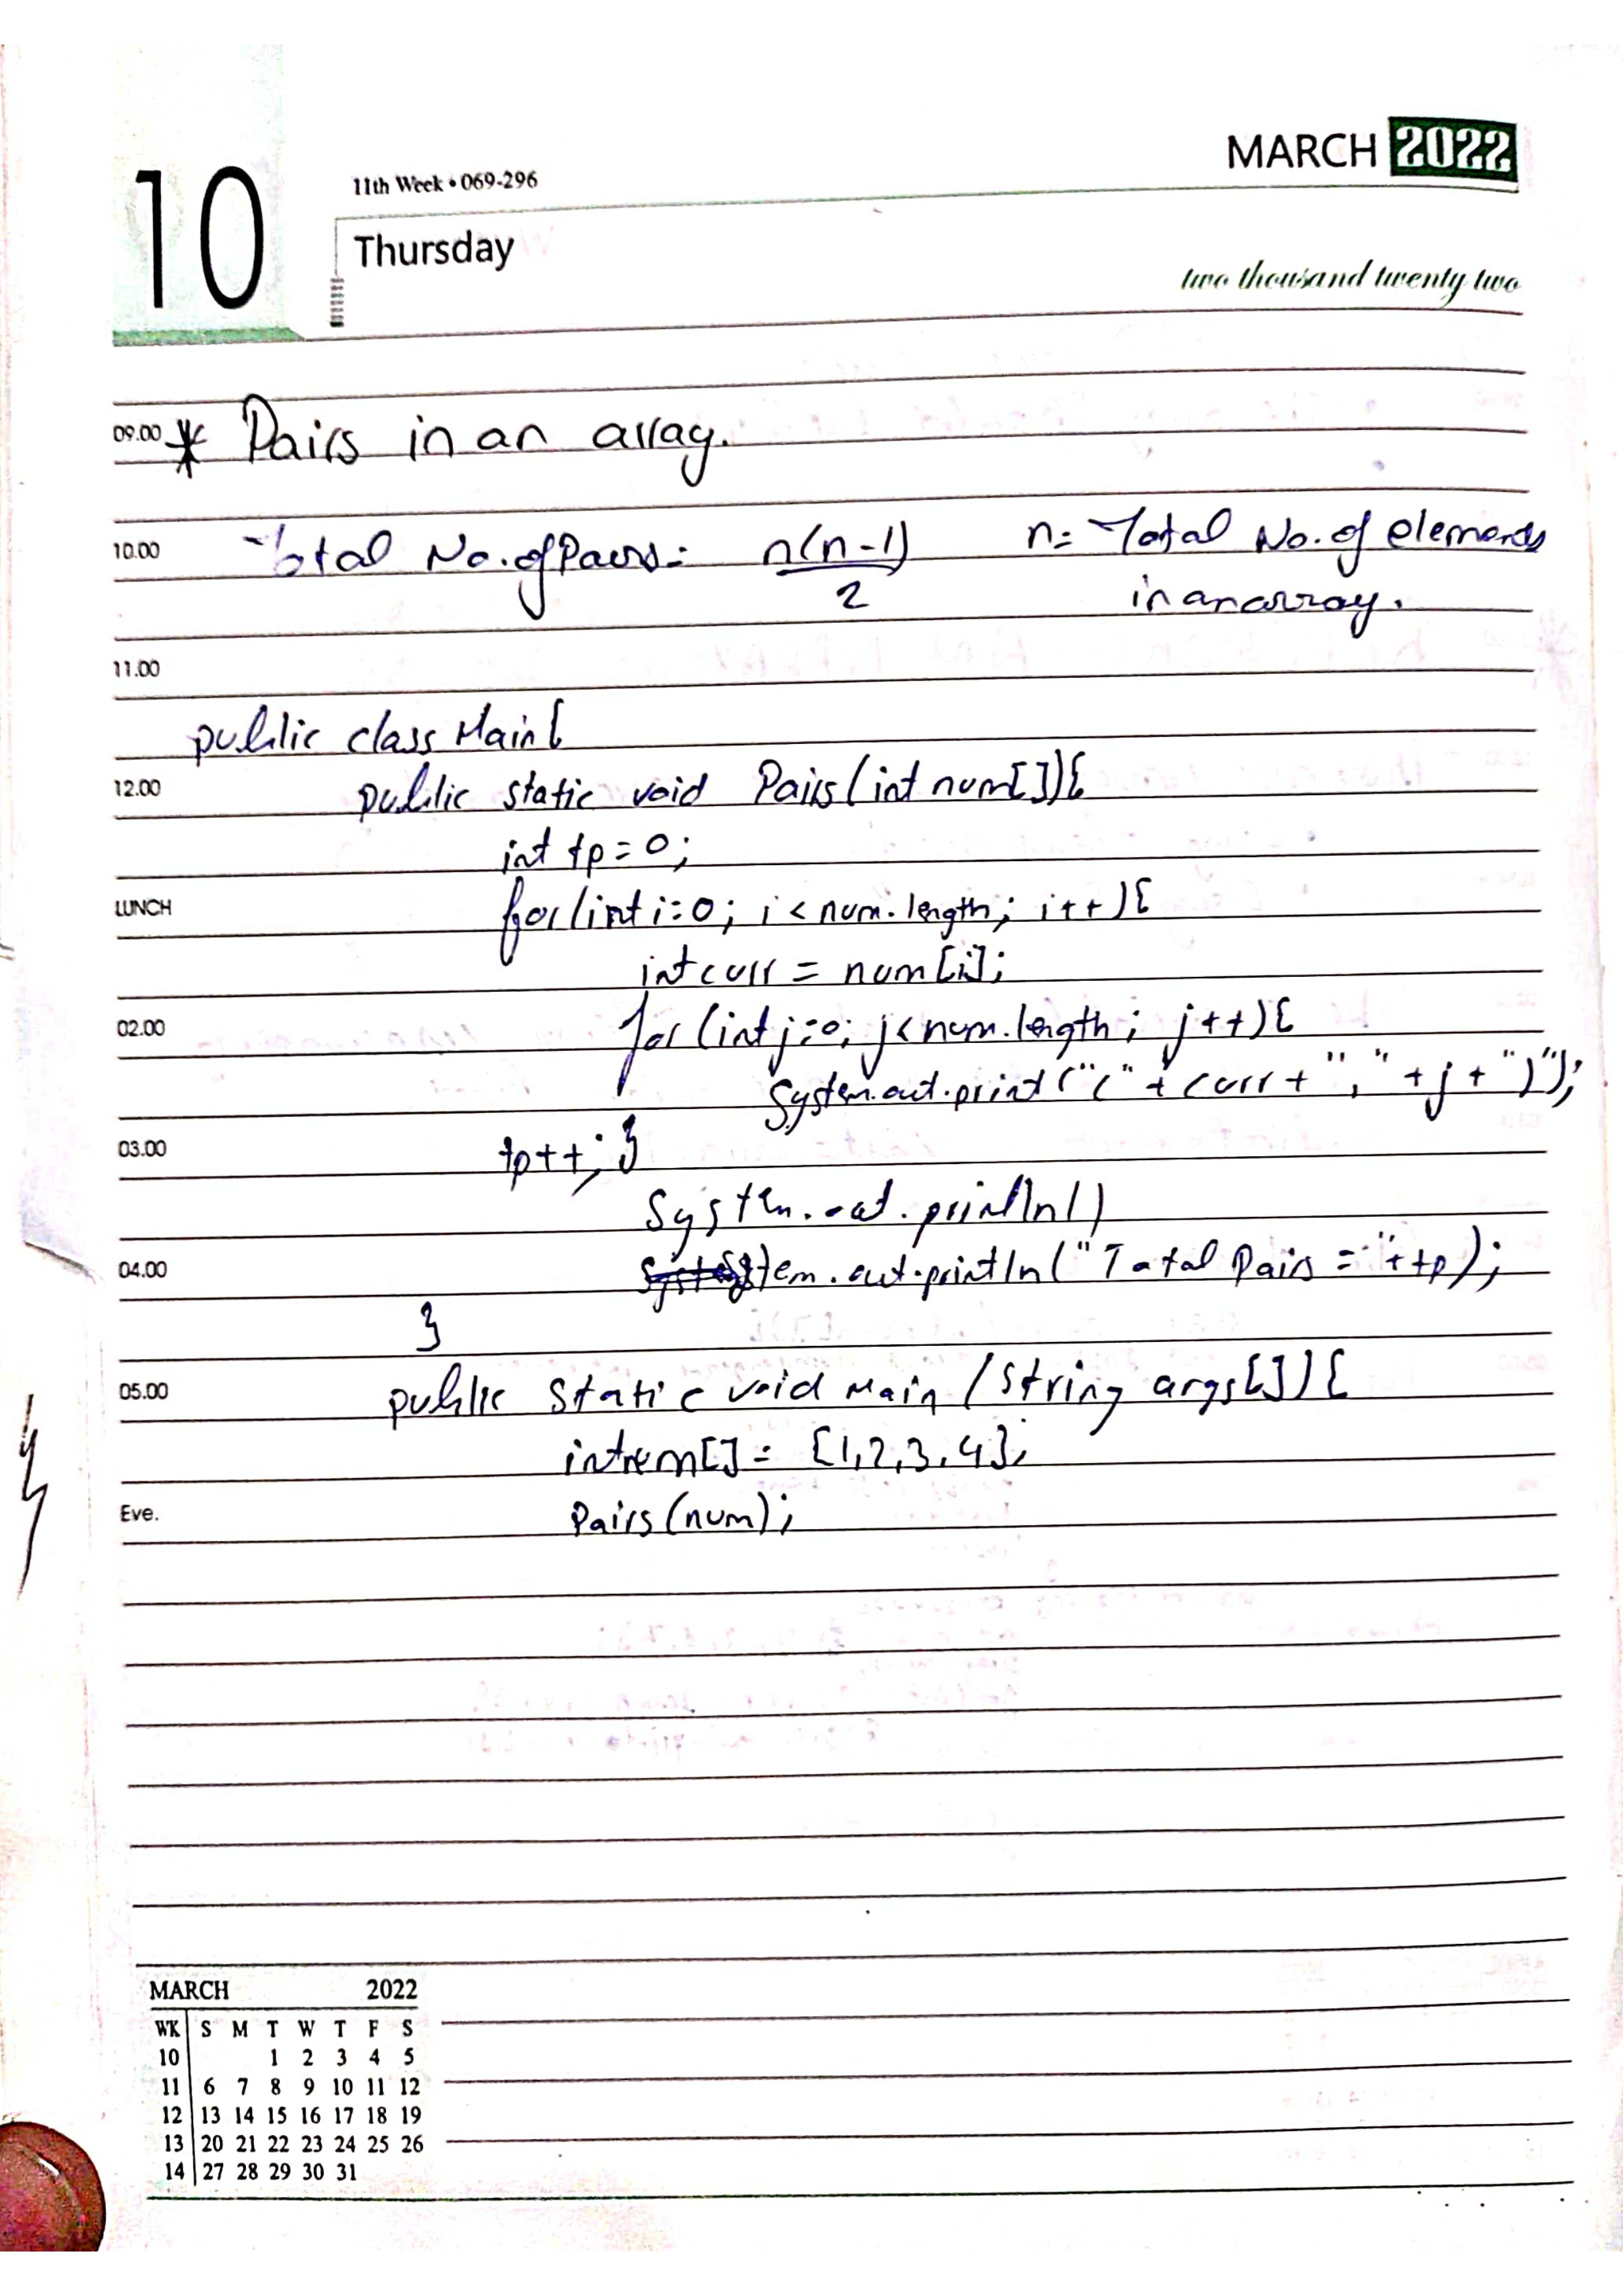 MARCH 2022
10
11th Week • 069-296
Thursday
two thousand twenty two
09.00 * Pairs in an array.
10.00 Total No. of Pairs = n(n-1) n = Total No. of elements
2 in an array.
11.00
public class Main{
12.00 public static void Pairs(int num[]){
int tp = 0;
LUNCH for(int i=0; i < num.length; i++){
int curr = num[i];
02.00 for (int j=0; j< num.length; j++){
System.out.print("(" + curr + "," + j + ")");
03.00 tp++; }
System.out.println()
04.00 System.out.println("Total Pairs = " + tp);
}
05.00 public static void Main (String args[]){
int num[] = {1,2,3,4};
Eve. Pairs(num);
MARCH 2022
WK S M T W T F S
10 1 2 3 4 5
11 6 7 8 9 10 11 12
12 13 14 15 16 17 18 19
13 20 21 22 23 24 25 26
14 27 28 29 30 31